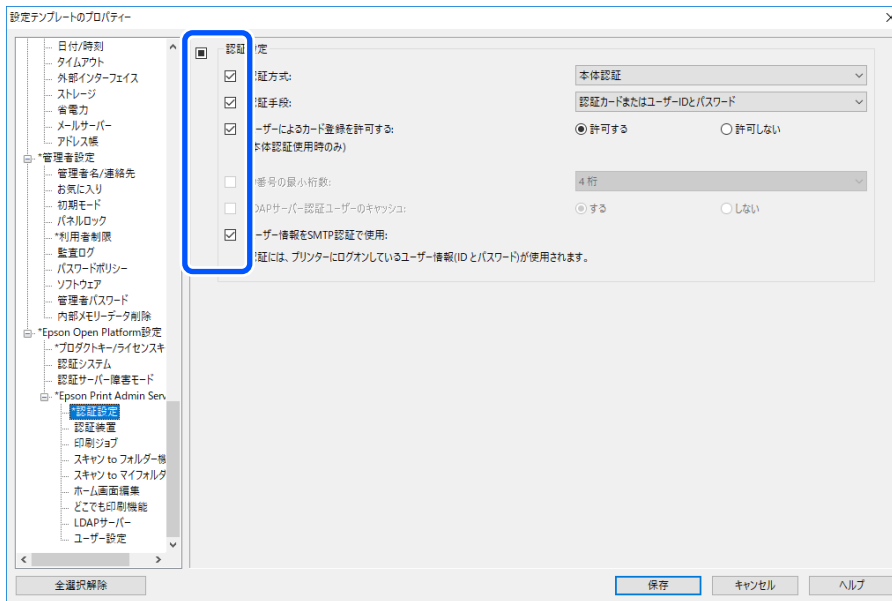 設定テンプレートのプロパティー
日付/時刻
タイムアウト
外部インターフェイス
ストレージ
省電力
メールサーバー
アドレス帳
*管理者設定
管理者名/連絡先
お気に入り
初期モード
パネルロック
*利用者制限
監査ログ
パスワードポリシー
ソフトウェア
管理者パスワード
内部メモリーデータ削除
*Epson Open Platform設定
*プロダクトキー/ライセンスキ
認証システム
認証サーバー障害モード
*Epson Print Admin Serv
*認証設定
認証装置
印刷ジョブ
スキャン to フォルダー機
スキャン to マイフォルダ
ホーム画面編集
どこでも印刷機能
LDAPサーバー
ユーザー設定
全選択解除
認証設定
認証方式: 本体認証
認証手段: 認証カードまたはユーザーIDとパスワード
ーザーによるカード登録を許可する: 許可する 許可しない
本体認証使用時のみ)
番号の最小桁数: 4 桁
DAPサーバー認証ユーザーのキャッシュ: する しない
ーザー情報をSMTP認証で使用:
認証には、プリンターにログオンしているユーザー情報(ID とパスワード)が使用されます。
保存 キャンセル ヘルプ